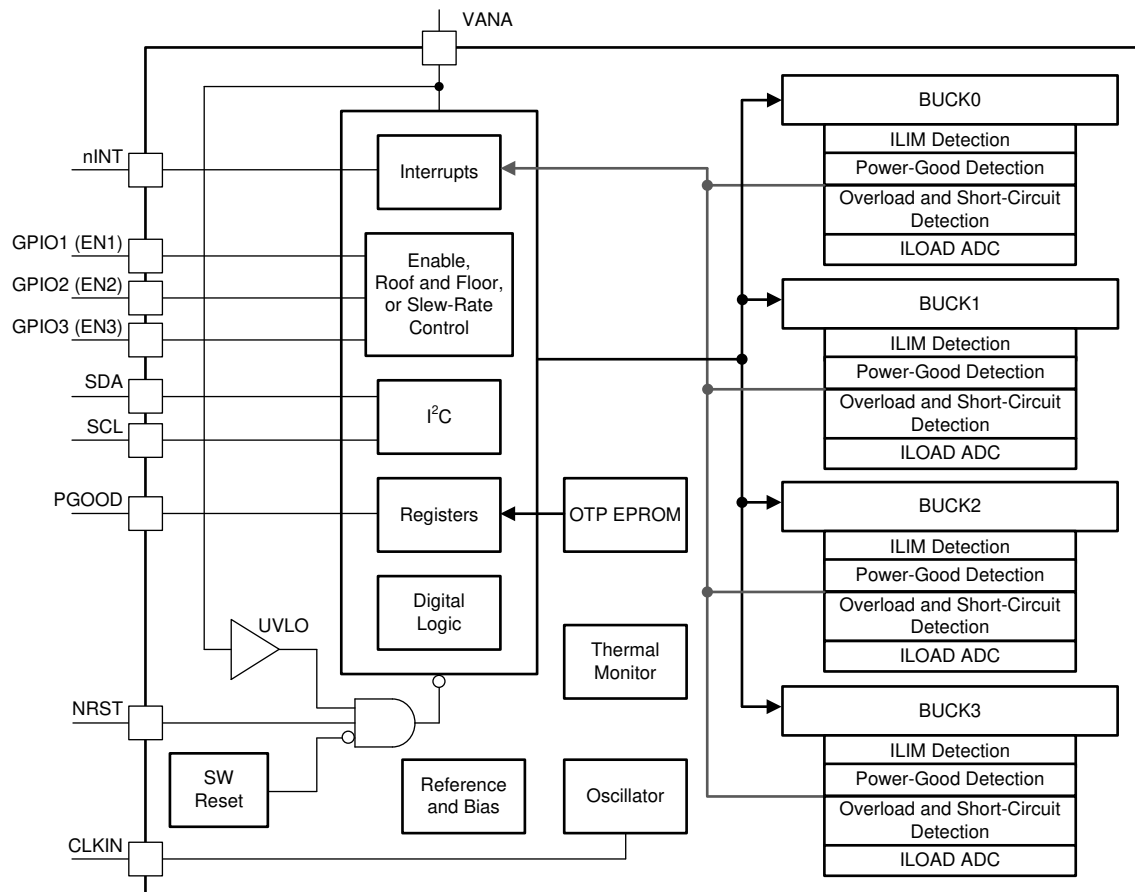 VANA
nINT
GPIO1 (EN1)
GPIO2 (EN2)
GPIO3 (EN3)
SDA
SCL
PGOOD
NRST
CLKIN
Interrupts
Enable,
Roof and Floor,
or Slew-Rate
Control
I²C
Registers
Digital
Logic
UVLO
SW
Reset
Reference
and Bias
OTP EPROM
Thermal
Monitor
Oscillator
BUCK0
ILIM Detection
Power-Good Detection
Overload and Short-Circuit
Detection
ILOAD ADC
BUCK1
ILIM Detection
Power-Good Detection
Overload and Short-Circuit
Detection
ILOAD ADC
BUCK2
ILIM Detection
Power-Good Detection
Overload and Short-Circuit
Detection
ILOAD ADC
BUCK3
ILIM Detection
Power-Good Detection
Overload and Short-Circuit
Detection
ILOAD ADC